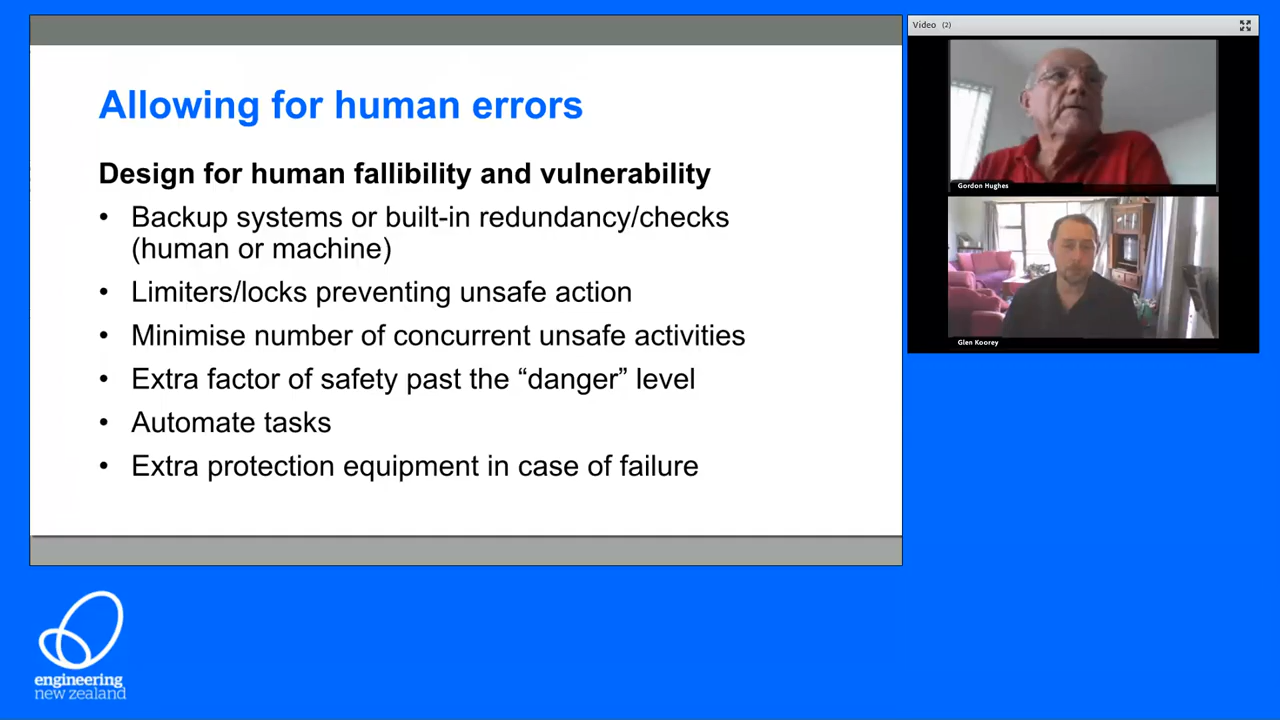 Allowing for human errors
Design for human fallibility and vulnerability
• Backup systems or built-in redundancy/checks
(human or machine)
• Limiters/locks preventing unsafe action
• Minimise number of concurrent unsafe activities
• Extra factor of safety past the “danger” level
• Automate tasks
• Extra protection equipment in case of failure
Video (2)
Gordon Hughes
Glen Koorey
engineering
new zealand